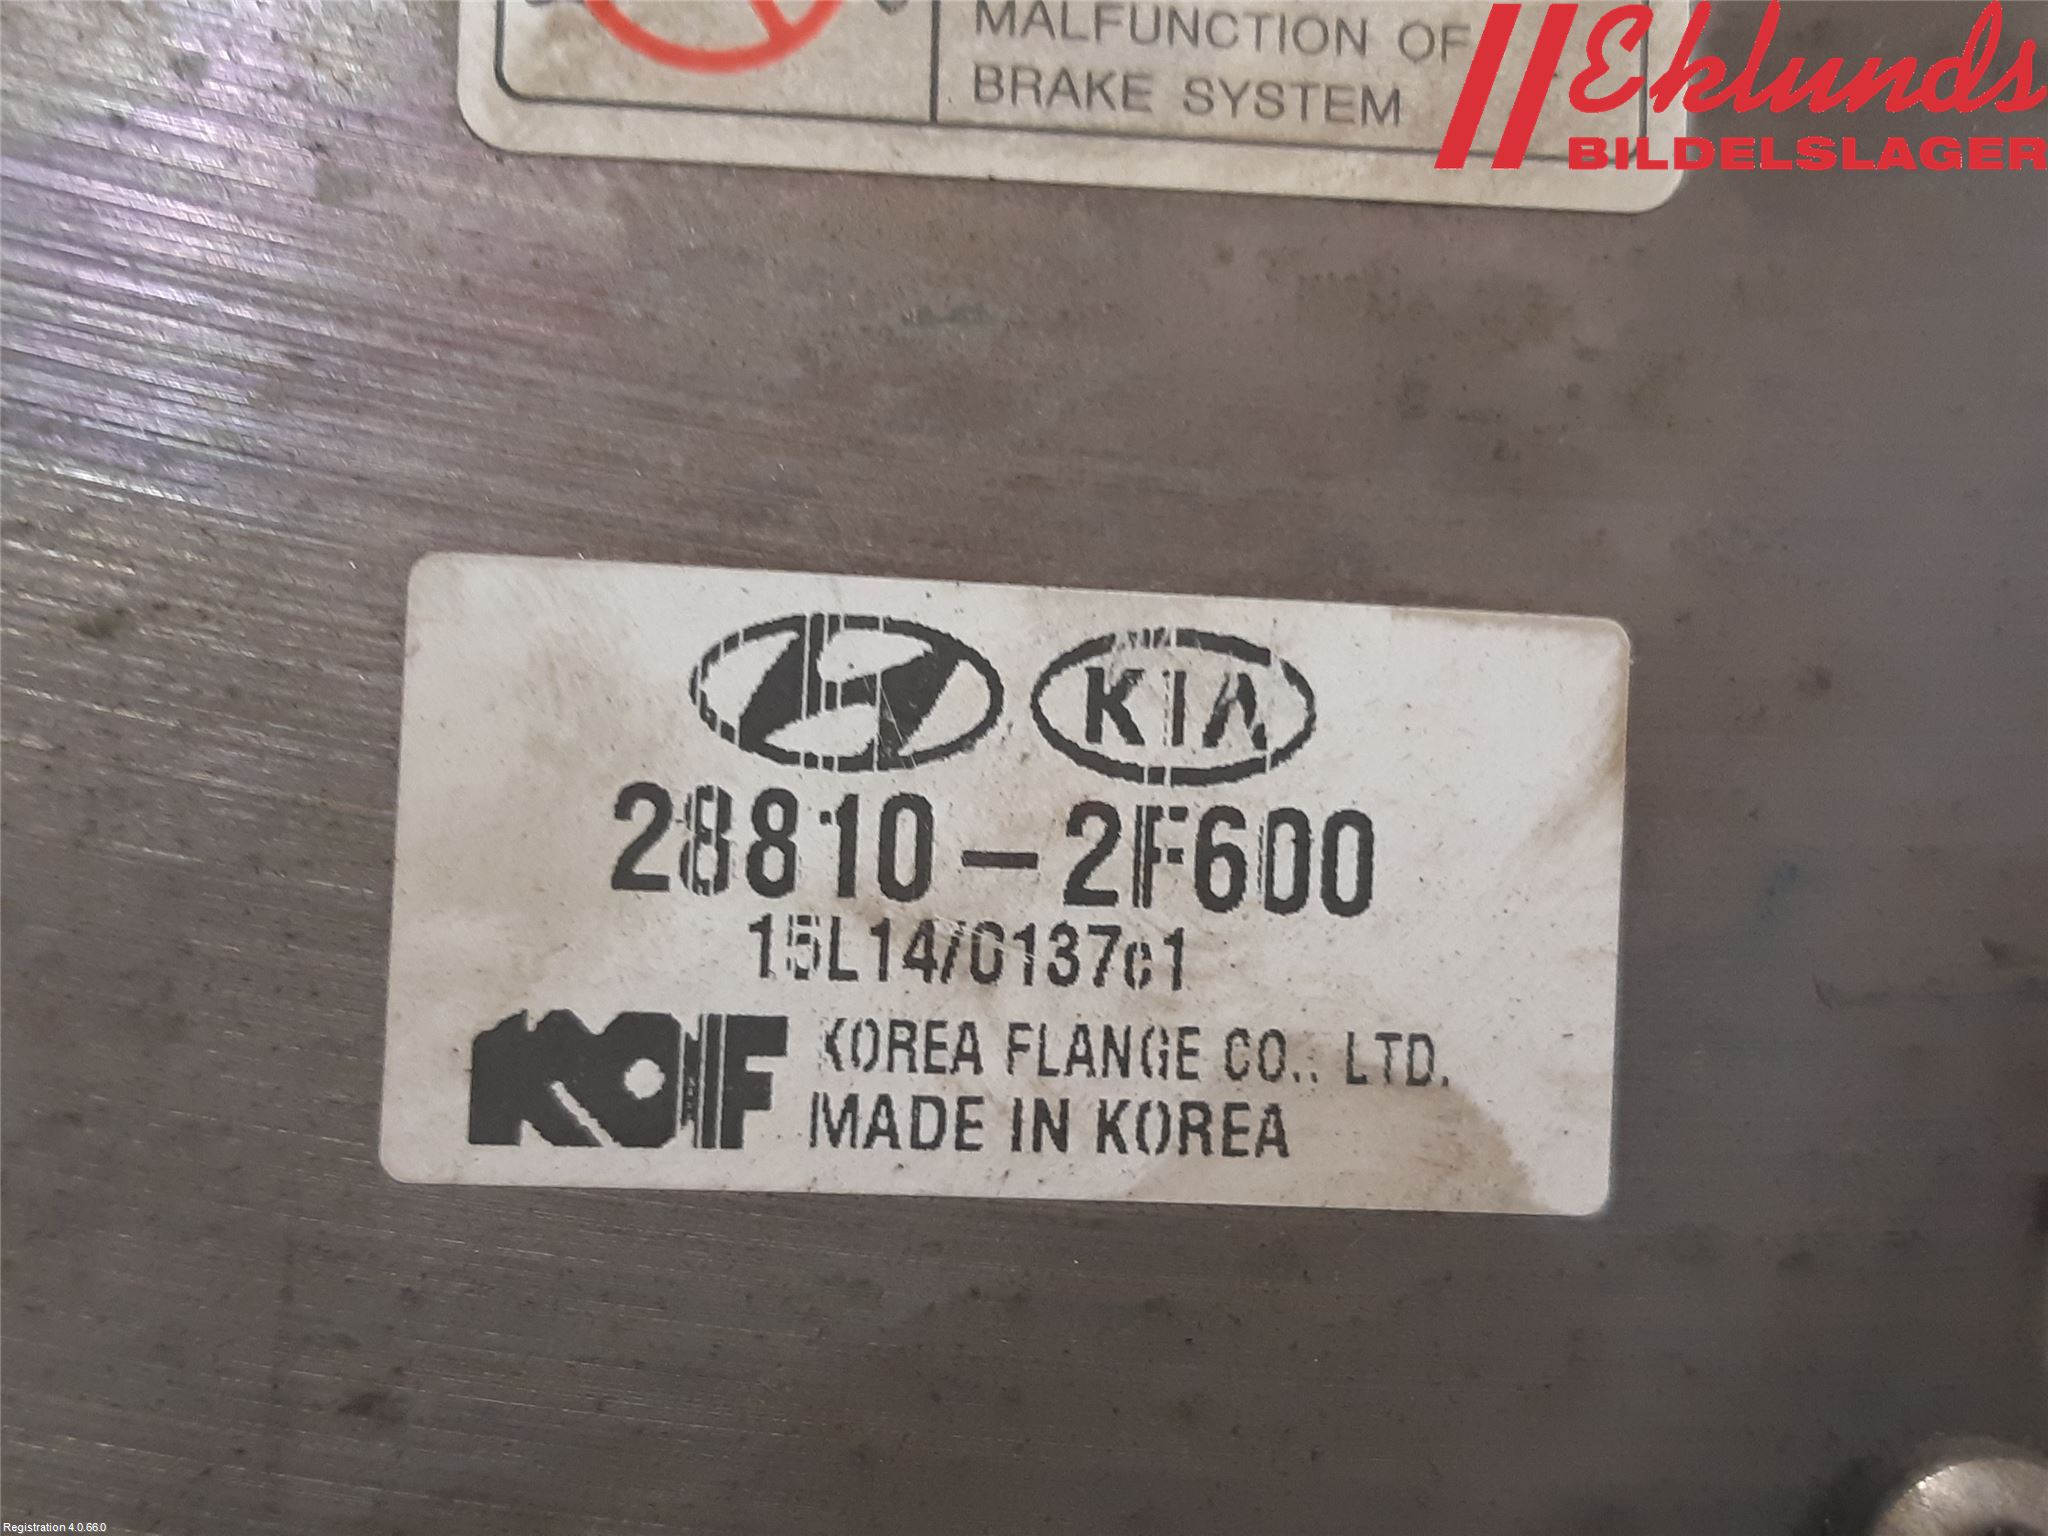 MALFUNCTION OF
BRAKE SYSTEM
Eklunds
BILDELSLAGER
KIA
28810-2F600
15L14/0137c1
KOF KOREA FLANGE CO., LTD.
MADE IN KOREA
Registration 4.0.66.0